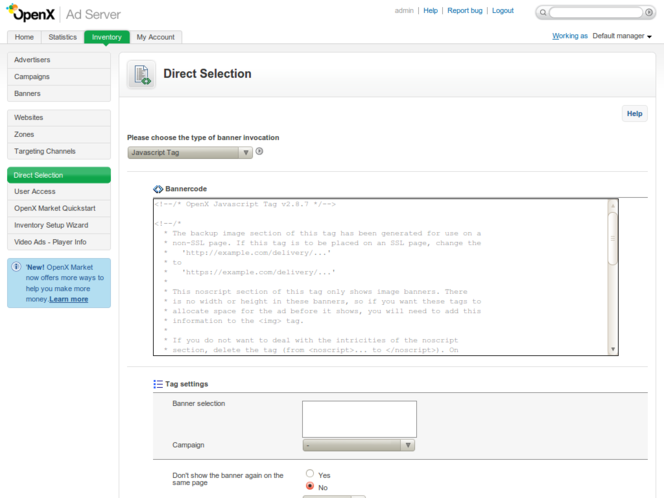 OpenX | Ad Server
admin | Help | Report bug | Logout
Home Statistics Inventory My Account
Working as Default manager
Advertisers
Campaigns
Banners
Websites
Zones
Targeting Channels
Direct Selection
User Access
OpenX Market Quickstart
Inventory Setup Wizard
Video Ads - Player Info
'New! OpenX Market
now offers more ways to
help you make more
money.Learn more
Direct Selection
Help
Please choose the type of banner invocation
Javascript Tag
Bannercode
<!--/* OpenX Javascript Tag v2.8.7 */-->
<!--/*
* The backup image section of this tag has been generated for use on a
* non-SSL page. If this tag is to be placed on an SSL page, change the
* 'http://example.com/delivery/...'
* to
* 'https://example.com/delivery/...'
*
* This noscript section of this tag only shows image banners. There
* is no width or height in these banners, so if you want these tags to
* allocate space for the ad before it shows, you will need to add this
* information to the <img> tag.
*
* If you do not want to deal with the intricities of the noscript
* section, delete the tag (from <noscript>... to </noscript>). On
Tag settings
Banner selection
Campaign
-
Don't show the banner again on the
same page
Yes
No